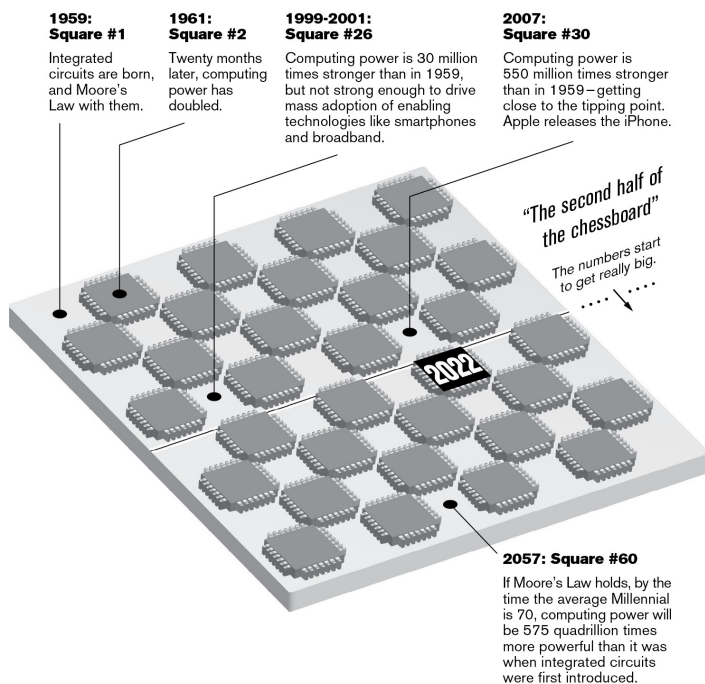 1959:
Square #1
Integrated
circuits are born,
and Moore's
Law with them.
1961:
Square #2
Twenty months
later, computing
power has
doubled.
1999-2001:
Square #26
Computing power is 30 million
times stronger than in 1959,
but not strong enough to drive
mass adoption of enabling
technologies like smartphones
and broadband.
2007:
Square #30
Computing power is
550 million times stronger
than in 1959–getting
close to the tipping point.
Apple releases the iPhone.
“The second half of
the chessboard”
The numbers start
to get really big.
2022
2057: Square #60
If Moore's Law holds, by the
time the average Millennial
is 70, computing power will
be 575 quadrillion times
more powerful than it was
when integrated circuits
were first introduced.